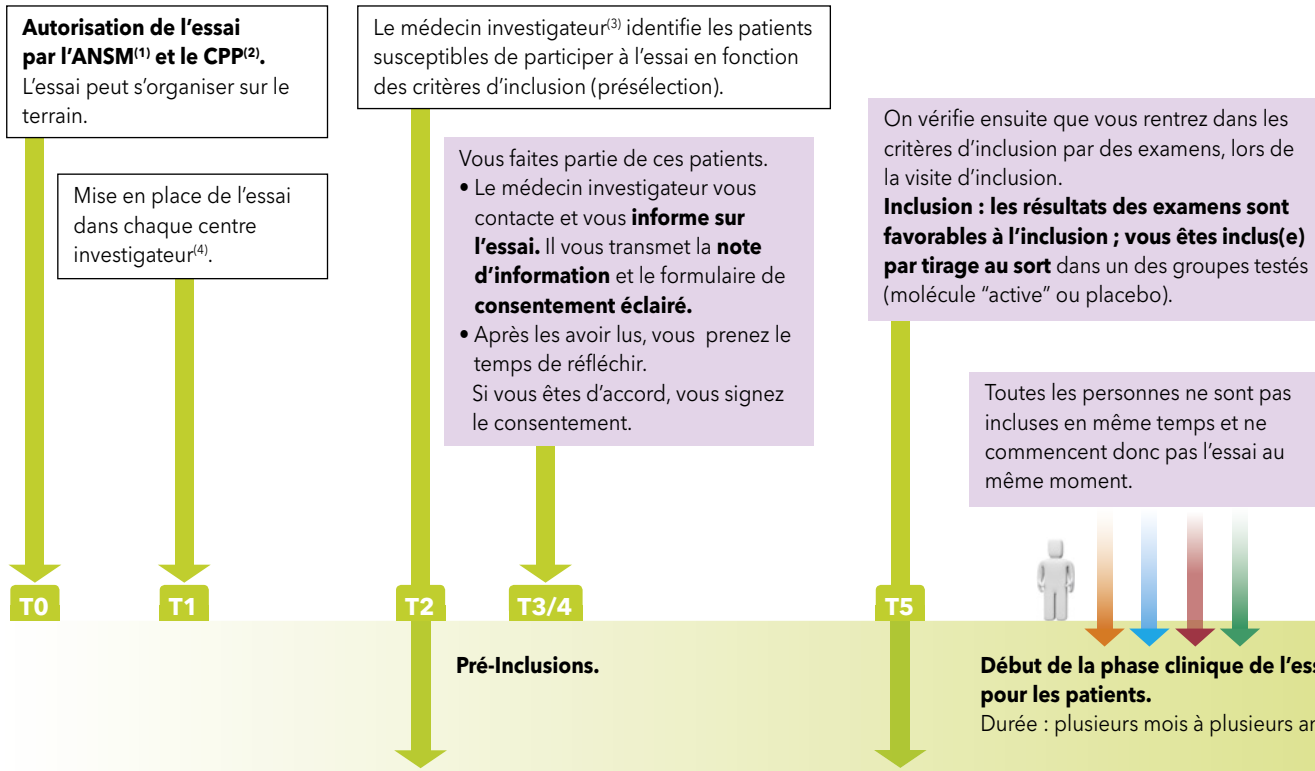 Autorisation de l'essai
par l'ANSM(1) et le CPP(2).
L'essai peut s'organiser sur le
terrain.
Mise en place de l'essai
dans chaque centre
investigateur(4).
Le médecin investigateur(3) identifie les patients
susceptibles de participer à l'essai en fonction
des critères d'inclusion (présélection).
Vous faites partie de ces patients.
• Le médecin investigateur vous
contacte et vous informe sur
l'essai. Il vous transmet la note
d'information et le formulaire de
consentement éclairé.
• Après les avoir lus, vous prenez le
temps de réfléchir.
Si vous êtes d'accord, vous signez
le consentement.
On vérifie ensuite que vous rentrez dans les
critères d'inclusion par des examens, lors de
la visite d'inclusion.
Inclusion : les résultats des examens sont
favorables à l'inclusion ; vous êtes inclus(e)
par tirage au sort dans un des groupes testés
(molécule "active" ou placebo).
Toutes les personnes ne sont pas
incluses en même temps et ne
commencent donc pas l'essai au
même moment.
T0
T1
T2
T3/4
T5
Pré-Inclusions.
Début de la phase clinique de l'es
pour les patients.
Durée : plusieurs mois à plusieurs